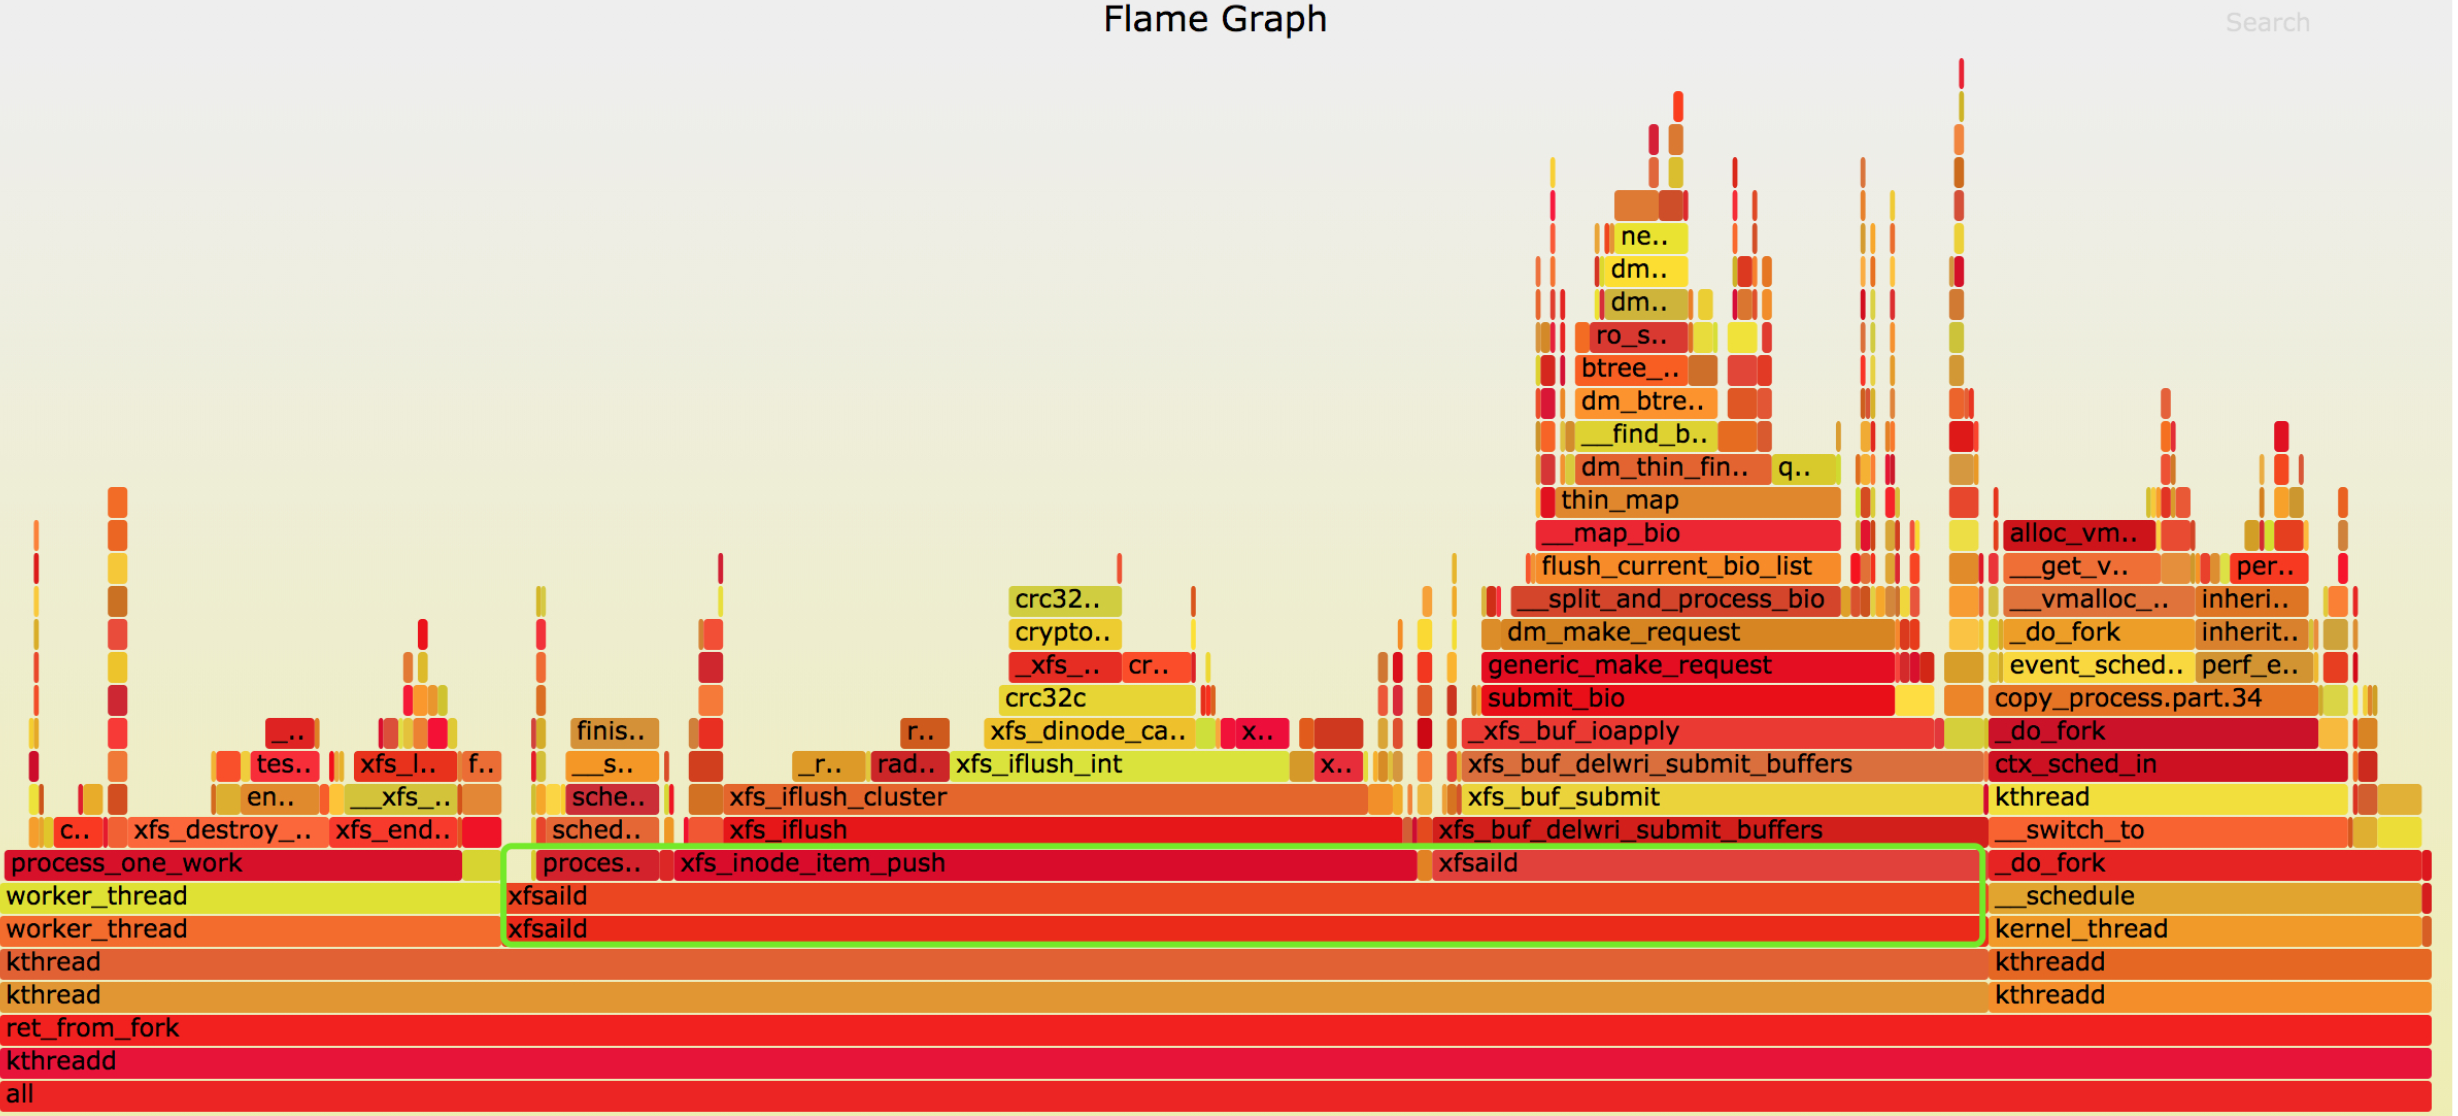 Flame Graph
Search
ne..
dm..
dm..
ro_s..
btree_..
dm_btre..
__find_b..
dm_thin_fin.. q..
thin_map
__map_bio alloc_vm..
flush_current_bio_list __get_v.. per..
crc32.. __split_and_process_bio __vmalloc_.. inheri..
crypto.. dm_make_request _do_fork inherit..
_xfs_.. cr.. generic_make_request event_sched.. perf_e..
crc32c submit_bio copy_process.part.34
_.. finis.. r.. xfs_dinode_ca.. x.. _xfs_buf_ioapply _do_fork
tes.. xfs_l.. f.. __s.. _r.. rad.. xfs_iflush_int x.. xfs_buf_delwri_submit_buffers ctx_sched_in
en.. __xfs_.. sche.. xfs_iflush_cluster xfs_buf_submit kthread
c.. xfs_destroy_.. xfs_end.. sched.. xfs_iflush xfs_buf_delwri_submit_buffers __switch_to
process_one_work proces.. xfs_inode_item_push xfsaild _do_fork
worker_thread xfsaild __schedule
worker_thread xfsaild kernel_thread
kthread kthreadd
kthread kthreadd
ret_from_fork
kthreadd
all